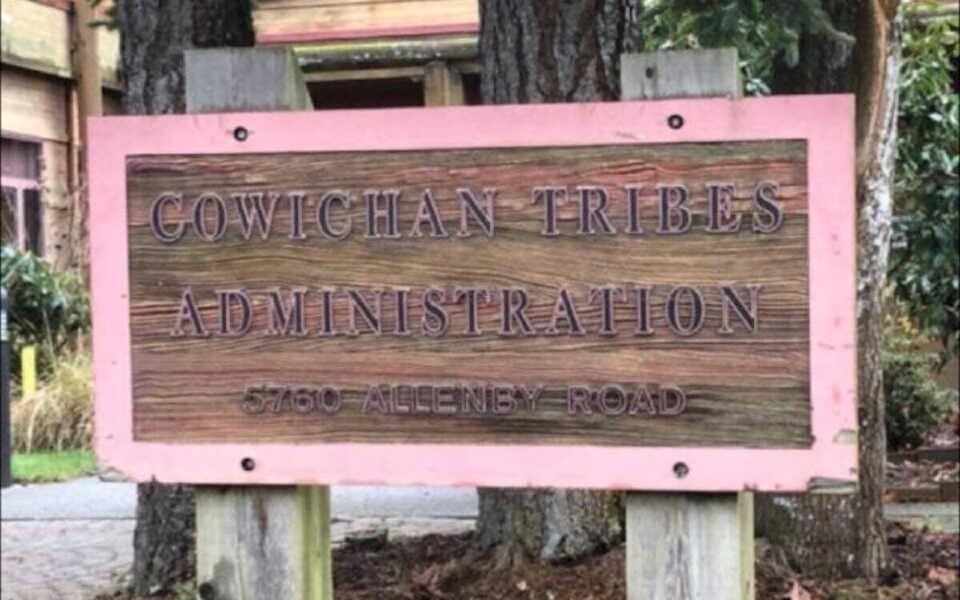 COWICHAN TRIBES
ADMINISTRATION
5760 ALLENBY ROAD